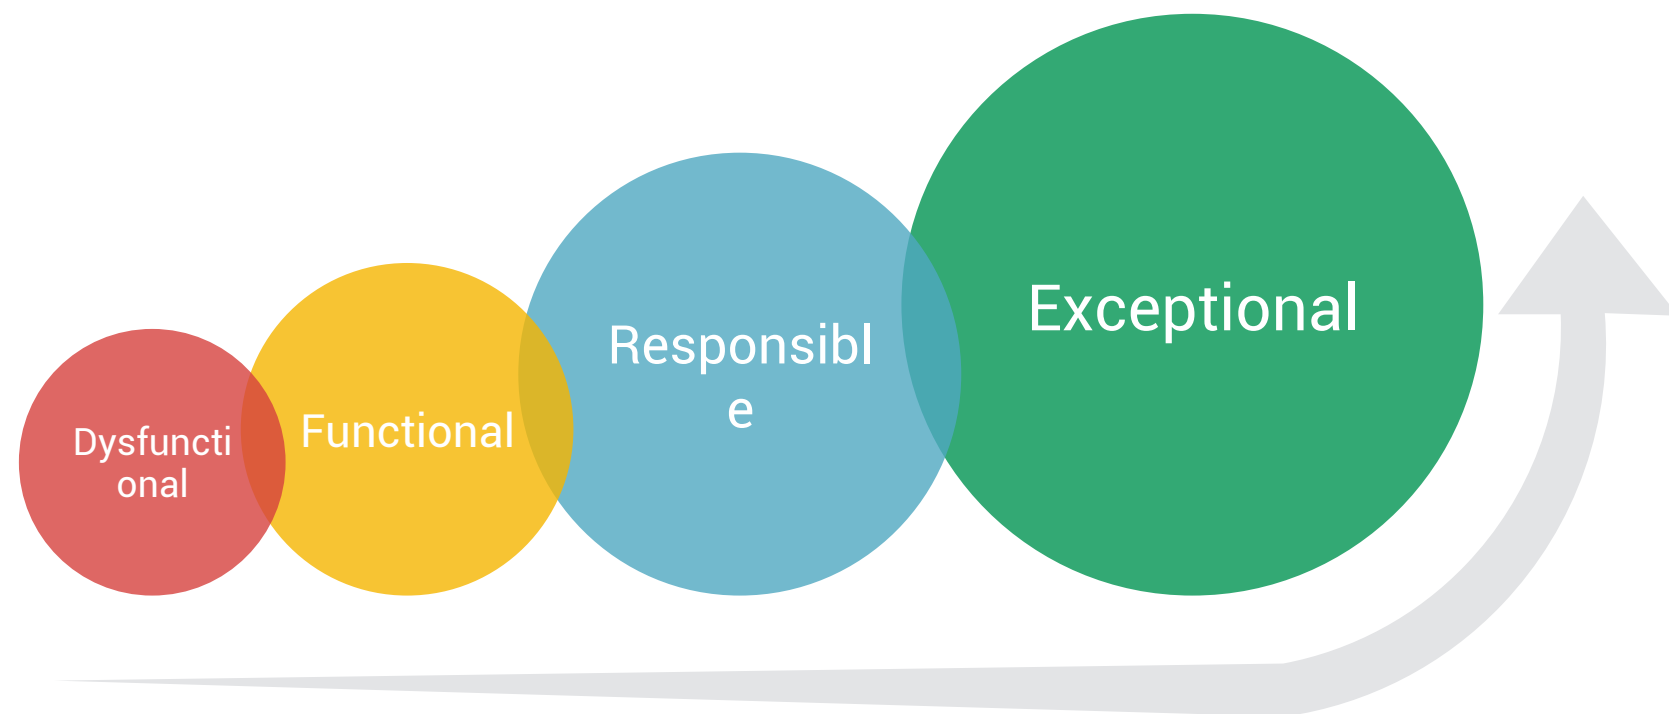 Dysfuncti
onal
Functional
Responsibl
e
Exceptional